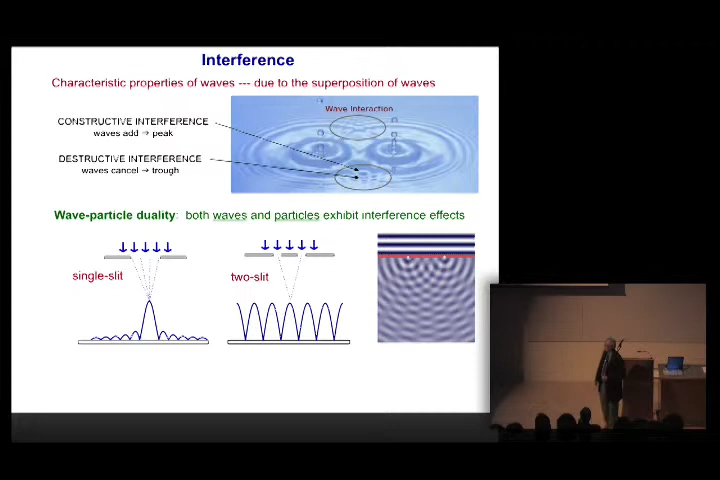 Interference
Characteristic properties of waves --- due to the superposition of waves
Wave Interaction
CONSTRUCTIVE INTERFERENCE
waves add → peak
DESTRUCTIVE INTERFERENCE
waves cancel → trough
Wave-particle duality: both waves and particles exhibit interference effects
single-slit
two-slit